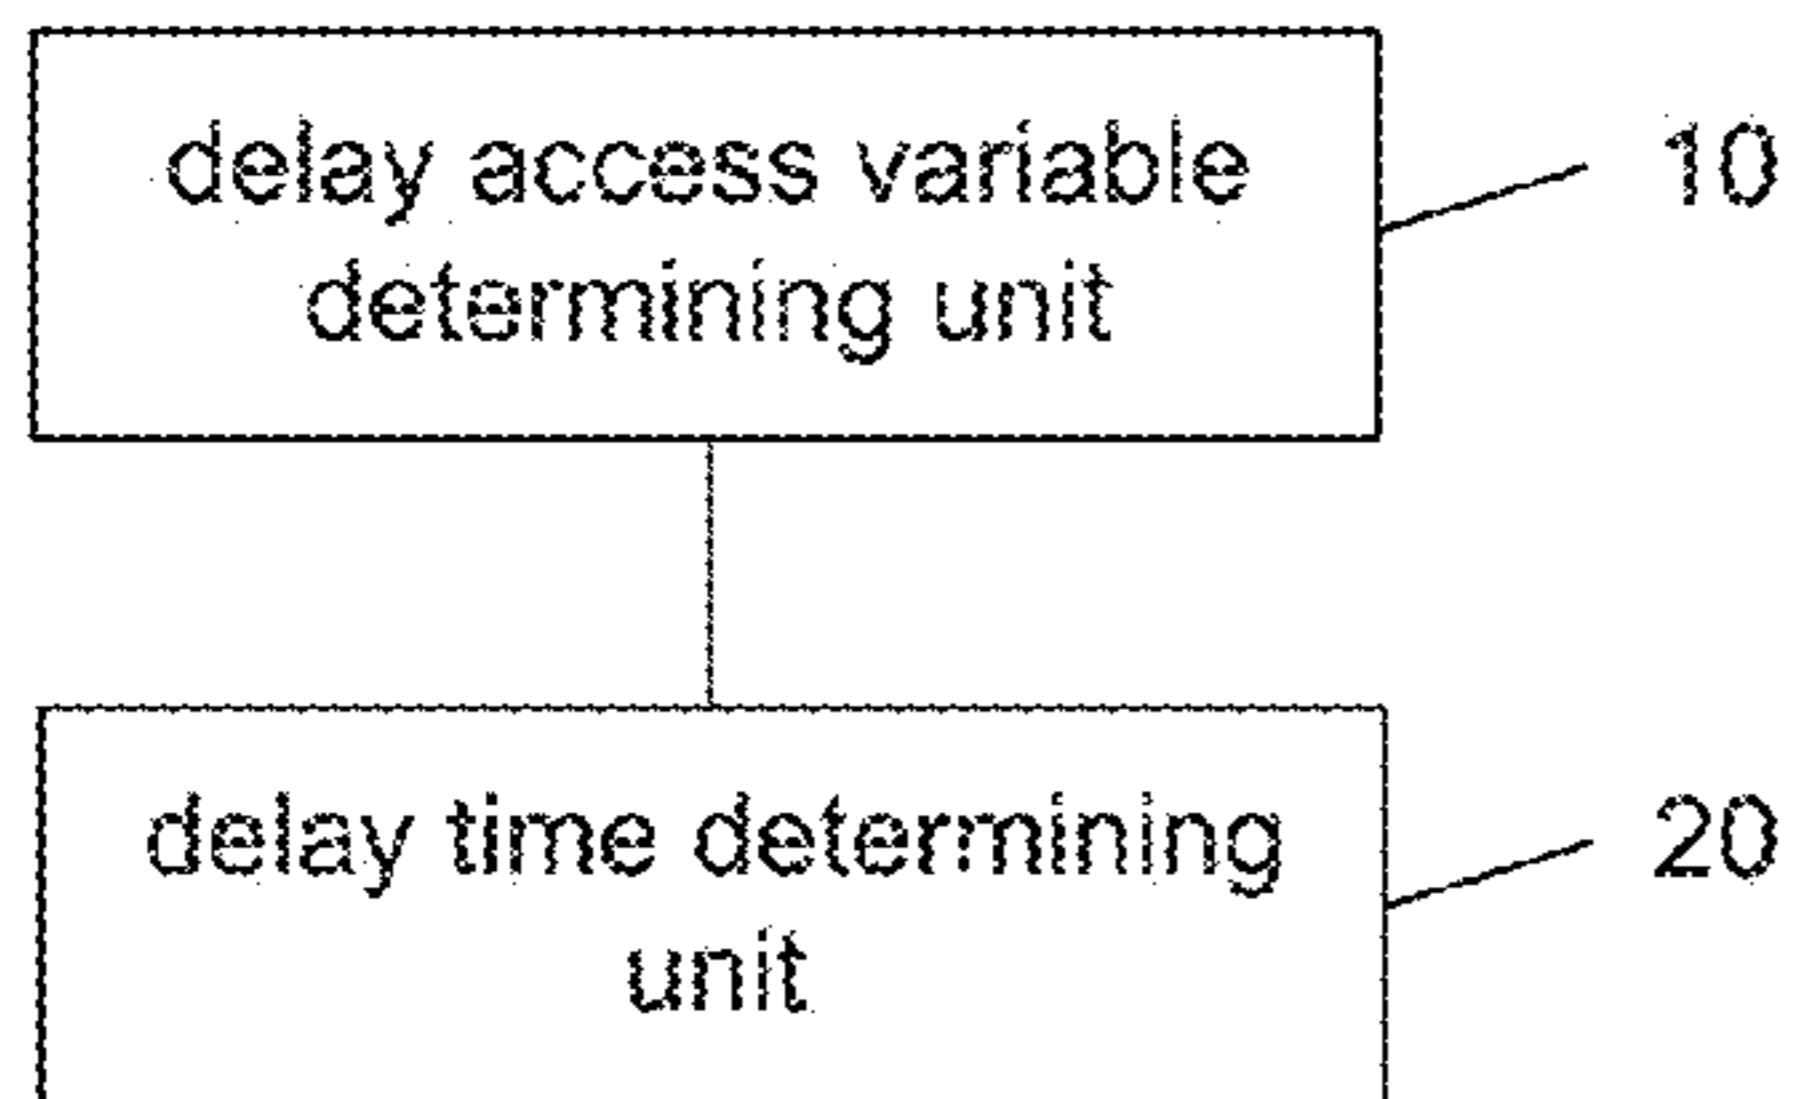 delay access variable
determining unit
10
delay time determining
unit
20